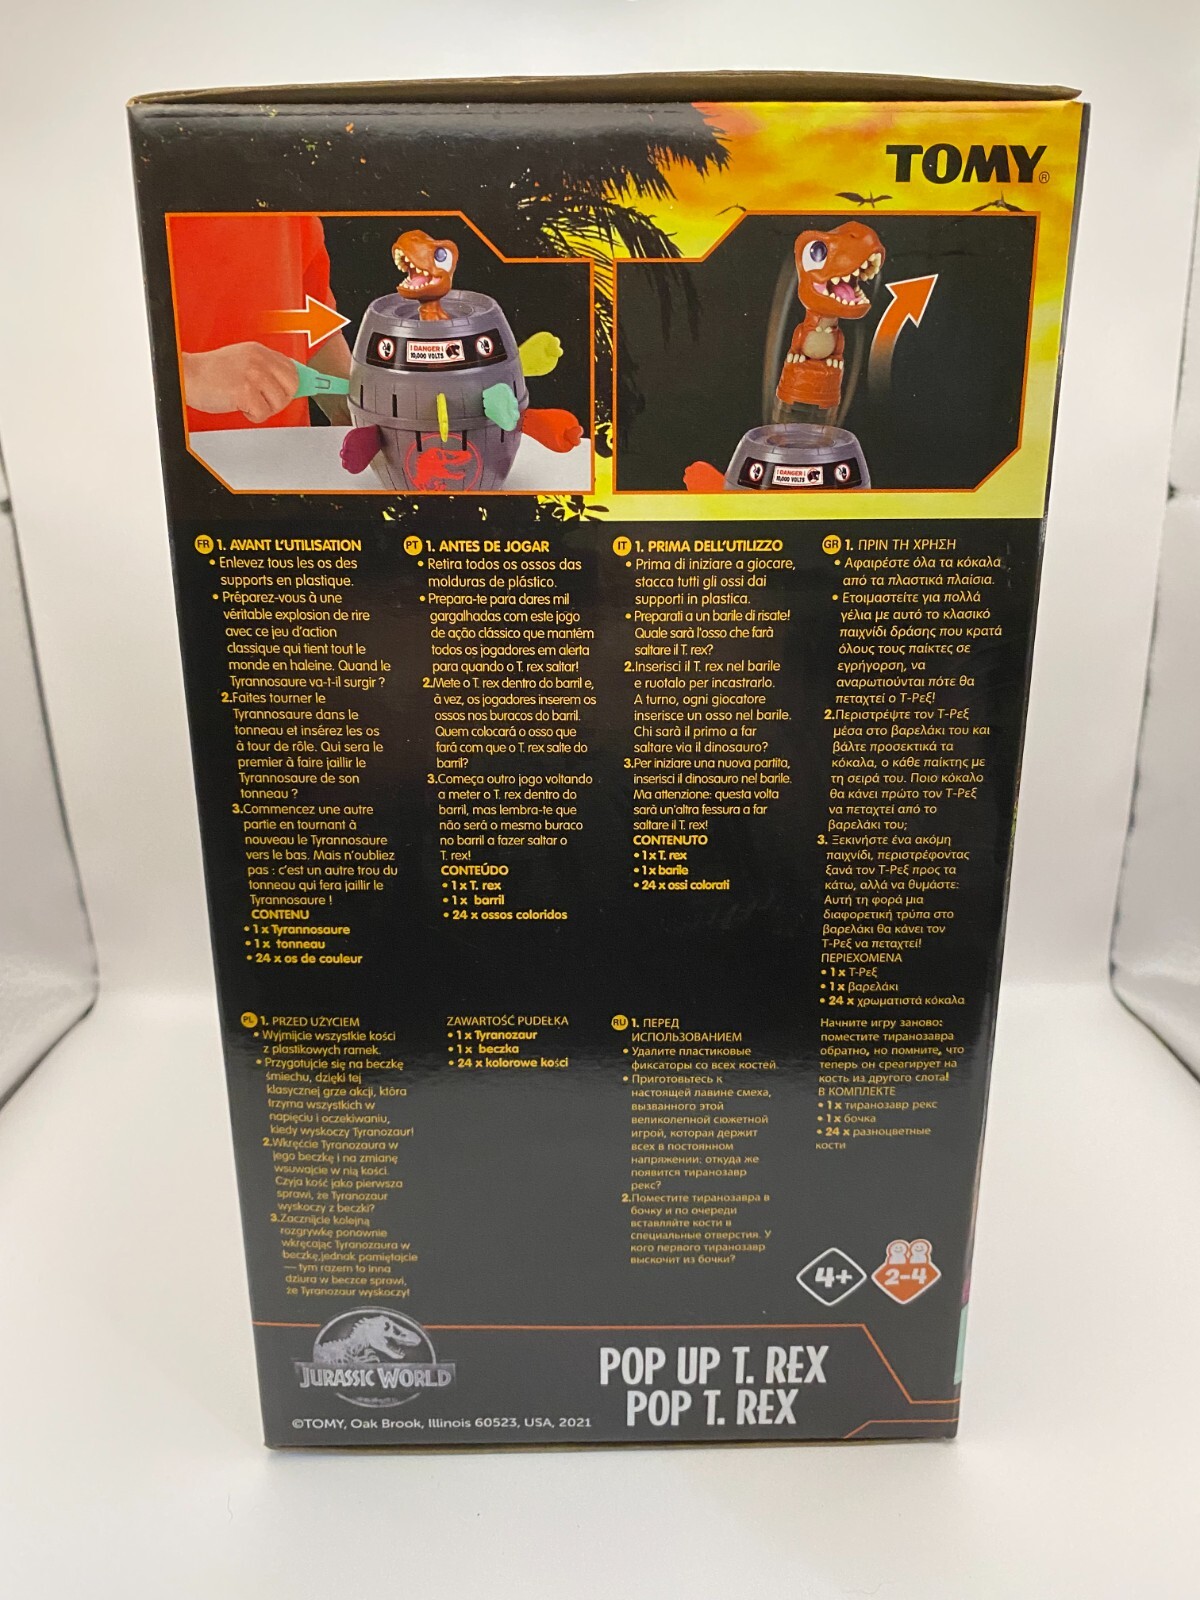 TOMY®
! DANGER !
10,000 VOLTS
! DANGER !
10,000 VOLTS
FR 1. AVANT L'UTILISATION
• Enlevez tous les os des
supports en plastique.
• Préparez-vous à une
véritable explosion de rire
avec ce jeu d'action
classique qui tient tout le
monde en haleine. Quand le
Tyrannosaure va-t-il surgir ?
2.Faites tourner le
Tyrannosaure dans le
tonneau et insérez les os
à tour de rôle. Qui sera le
premier à faire jaillir le
Tyrannosaure de son
tonneau ?
3.Commencez une autre
partie en tournant à
nouveau le Tyrannosaure
vers le bas. Mais n'oubliez
pas : c'est un autre trou du
tonneau qui fera jaillir le
Tyrannosaure !
CONTENU
• 1 x Tyrannosaure
• 1 x tonneau
• 24 x os de couleur
PT 1. ANTES DE JOGAR
• Retira todos os ossos das
molduras de plástico.
• Prepara-te para dares mil
gargalhadas com este jogo
de ação clássico que mantém
todos os jogadores em alerta
para quando o T. rex saltar!
2.Mete o T. rex dentro do barril e,
à vez, os jogadores inserem os
ossos nos buracos do barril.
Quem colocará o osso que
fará com que o T. rex salte do
barril?
3.Começa outro jogo voltando
a meter o T. rex dentro do
barril, mas lembra-te que
não será o mesmo buraco
no barril a fazer saltar o
T. rex!
CONTEÚDO
• 1 x T. rex
• 1 x barril
• 24 x ossos coloridos
IT 1. PRIMA DELL'UTILIZZO
• Prima di iniziare a giocare,
stacca tutti gli ossi dai
supporti in plastica.
• Preparati a un barile di risate!
Quale sarà l'osso che farà
saltare il T. rex?
2.Inserisci il T. rex nel barile
e ruotalo per incastrarlo.
A turno, ogni giocatore
inserisce un osso nel barile.
Chi sarà il primo a far
saltare via il dinosauro?
3.Per iniziare una nuova partita,
inserisci il dinosauro nel barile.
Ma attenzione: questa volta
sarà un'altra fessura a far
saltare il T. rex!
CONTENUTO
• 1 x T. rex
• 1 x barile
• 24 x ossi colorati
GR 1. ΠΡΙΝ ΤΗ ΧΡΗΣΗ
• Αφαιρέστε όλα τα κόκαλα
από τα πλαστικά πλαίσια.
• Ετοιμαστείτε για πολλά
γέλια με αυτό το κλασικό
παιχνίδι δράσης που κρατά
όλους τους παίκτες σε
εγρήγορση, να
αναρωτιούνται πότε θα
πεταχτεί ο Τ-Ρεξ!
2.Περιστρέψτε τον Τ-Ρεξ
μέσα στο βαρελάκι του και
βάλτε προσεκτικά τα
κόκαλα, ο κάθε παίκτης με
τη σειρά του. Ποιο κόκαλο
θα κάνει πρώτο τον Τ-Ρεξ
να πεταχτεί από το
βαρελάκι του;
3. Ξεκινήστε ένα ακόμη
παιχνίδι, περιστρέφοντας
ξανά τον Τ-Ρεξ προς τα
κάτω, αλλά να θυμάστε:
Αυτή τη φορά μια
διαφορετική τρύπα στο
βαρελάκι θα κάνει τον
Τ-Ρεξ να πεταχτεί!
ΠΕΡΙΕΧΟΜΕΝΑ
• 1 x Τ-Ρεξ
• 1 x βαρελάκι
• 24 x χρωματιστά κόκαλα
PL 1. PRZED UŻYCIEM
• Wyjmijcie wszystkie kości
z plastikowych ramek.
• Przygotujcie się na beczkę
śmiechu, dzięki tej
klasycznej grze akcji, która
trzyma wszystkich w
napięciu i oczekiwaniu,
kiedy wyskoczy Tyranozaur!
2.Wkręćcie Tyranozaura w
jego beczkę i na zmianę
wsuwajcie w nią kości.
Czyja kość jako pierwsza
sprawi, że Tyranozaur
wyskoczy z beczki?
3.Zacznijcie kolejną
rozgrywkę ponownie
wkręcając Tyranozaura w
beczkę,jednak pamiętajcie
— tym razem to inna
dziura w beczce sprawi,
że Tyranozaur wyskoczy!
ZAWARTOŚĆ PUDEŁKA
• 1 x Tyranozaur
• 1 x beczka
• 24 x kolorowe kości
RU 1. ПЕРЕД
ИСПОЛЬЗОВАНИЕМ
• Удалите пластиковые
фиксаторы со всех костей.
• Приготовьтесь к
настоящей лавине смеха,
вызванного этой
великолепной сюжетной
игрой, которая держит
всех в постоянном
напряжении: откуда же
появится тиранозавр
рекс?
2.Поместите тиранозавра в
бочку и по очереди
вставляйте кости в
специальные отверстия. У
кого первого тиранозавр
выскочит из бочки?
Начните игру заново:
поместите тиранозавра
обратно, но помните, что
теперь он среагирует на
кость из другого слота!
В КОМПЛЕКТЕ
• 1 x тиранозавр рекс
• 1 x бочка
• 24 x разноцветные
кости
4+
2-4
JURASSIC WORLD
POP UP T. REX
POP T. REX
©TOMY, Oak Brook, Illinois 60523, USA, 2021